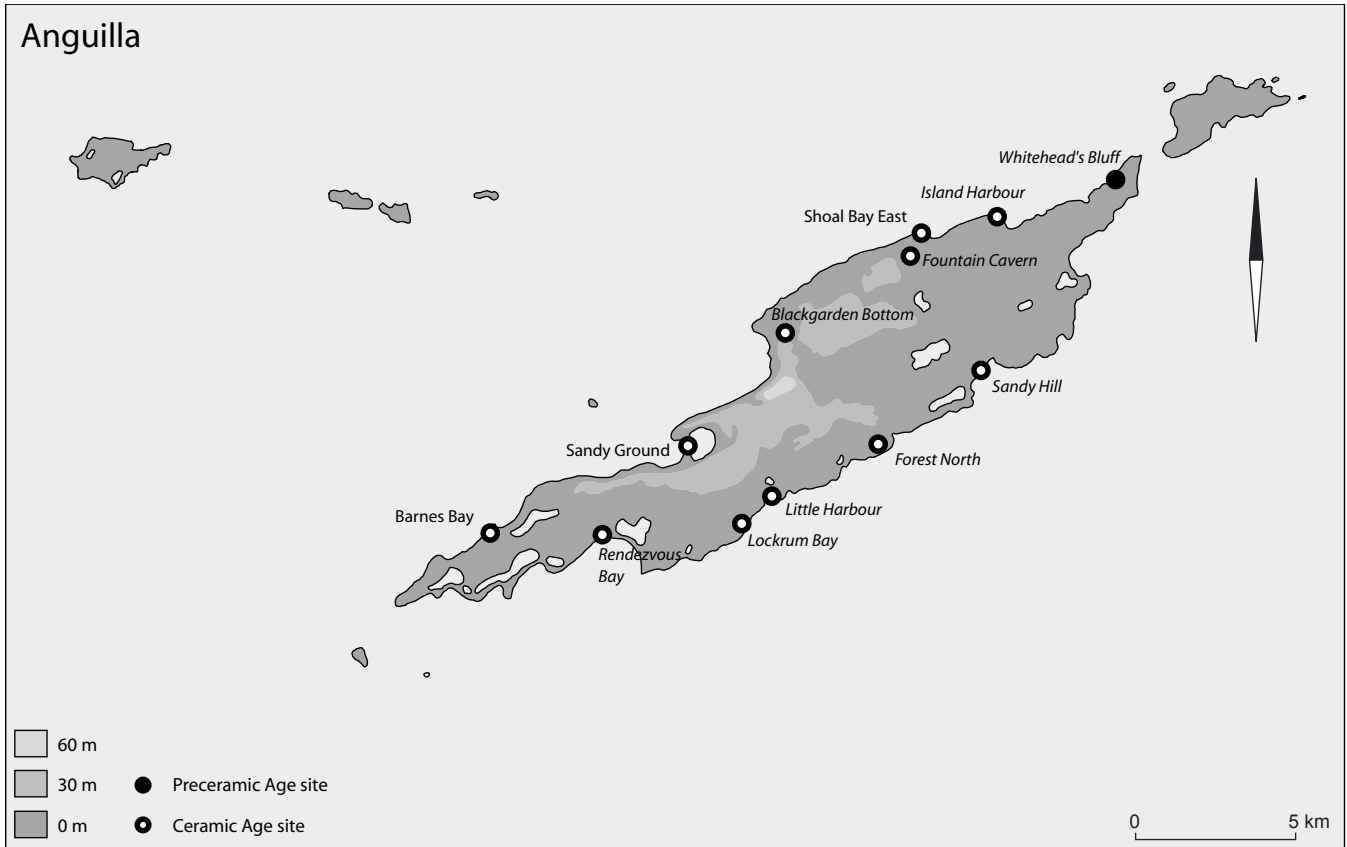 Anguilla
Whitehead's Bluff
Island Harbour
Shoal Bay East
Fountain Cavern
Blackgarden Bottom
Sandy Hill
Sandy Ground
Forest North
Little Harbour
Barnes Bay
Lockrum Bay
Rendezvous
Bay
60 m
30 m
Preceramic Age site
0 m
Ceramic Age site
0
5 km